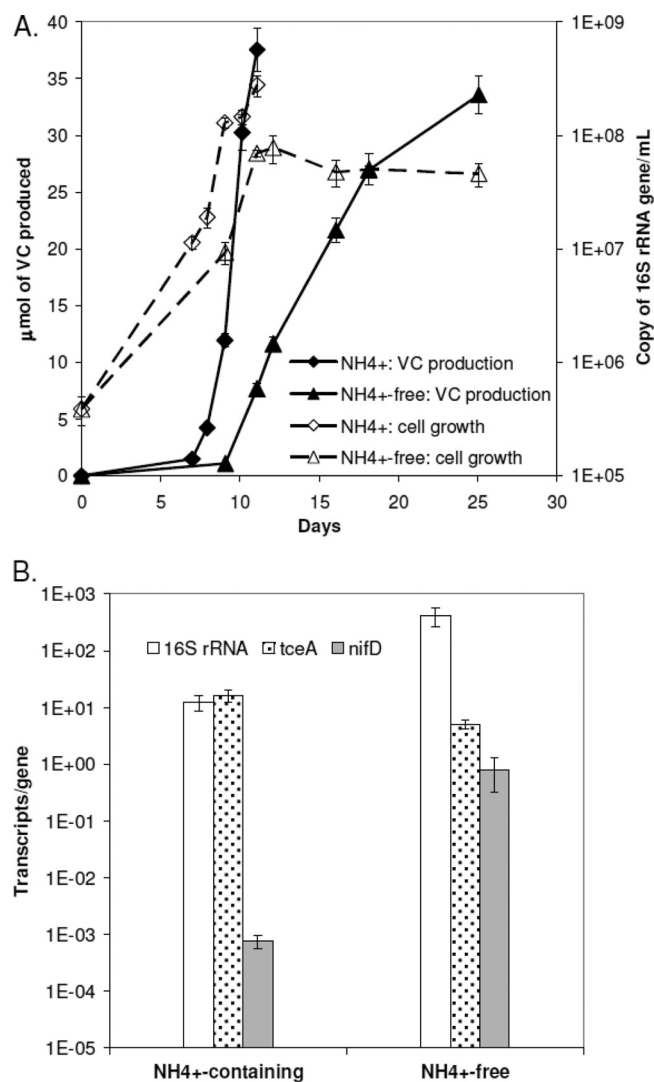 A.
40
35
30
25
20
15
10
5
0
μmol of VC produced
1E+09
1E+08
1E+07
1E+06
1E+05
Copy of 16S rRNA gene/mL
NH4+: VC production
NH4+-free: VC production
NH4+: cell growth
NH4+-free: cell growth
0 5 10 15 20 25 30
Days
B.
1E+03
1E+02
1E+01
1E+00
1E-01
1E-02
1E-03
1E-04
1E-05
Transcripts/gene
16S rRNA tceA nifD
NH4+-containing NH4+-free